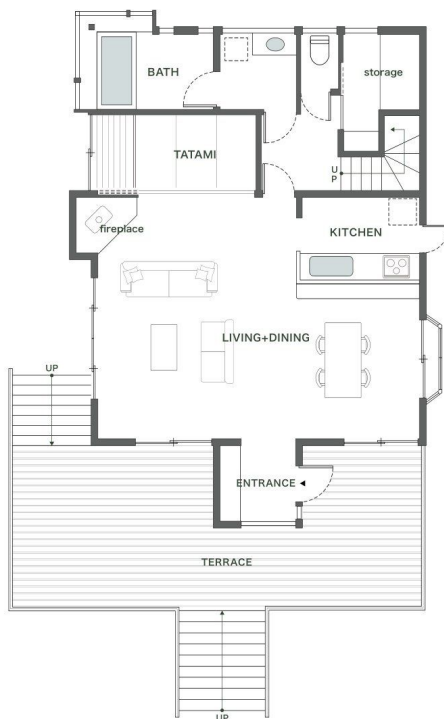 BATH
storage
TATAMI
U
P
fireplace
KITCHEN
LIVING+DINING
UP
ENTRANCE
TERRACE
UP